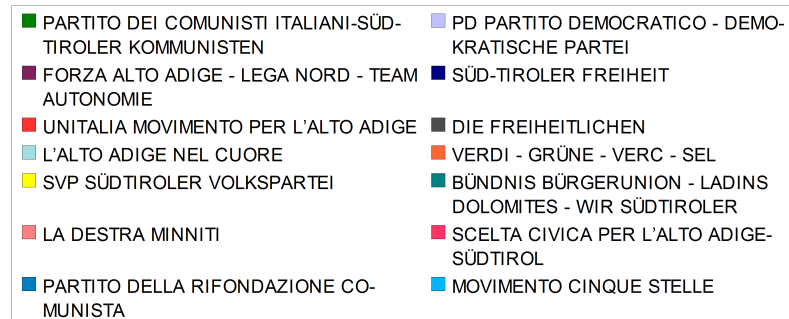 PARTITO DEI COMUNISTI ITALIANI-SÜD-
TIROLER KOMMUNISTEN
PD PARTITO DEMOCRATICO - DEMO-
KRATISCHE PARTEI
FORZA ALTO ADIGE - LEGA NORD - TEAM
AUTONOMIE
SÜD-TIROLER FREIHEIT
UNITALIA MOVIMENTO PER L'ALTO ADIGE
DIE FREIHEITLICHEN
L'ALTO ADIGE NEL CUORE
VERDI - GRÜNE - VERC - SEL
SVP SÜDTIROLER VOLKSPARTEI
BÜNDNIS BÜRGERUNION - LADINS
DOLOMITES - WIR SÜDTIROLER
LA DESTRA MINNITI
SCELTA CIVICA PER L'ALTO ADIGE-
SÜDTIROL
PARTITO DELLA RIFONDAZIONE CO-
MUNISTA
MOVIMENTO CINQUE STELLE